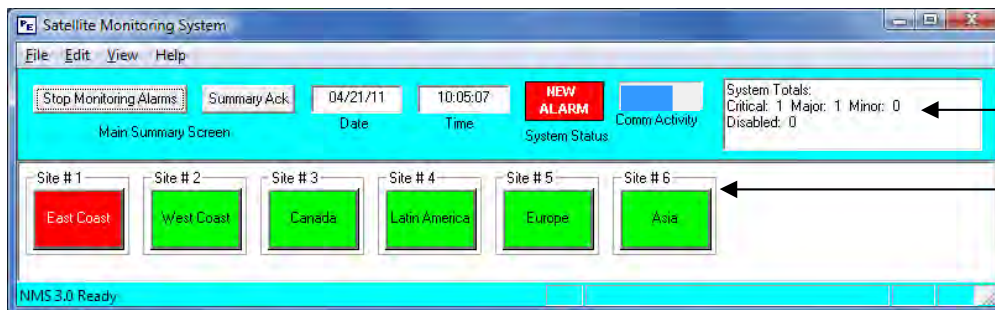 PE Satellite Monitoring System
File Edit View Help
Stop Monitoring Alarms Summary Ack 04/21/11 10:05:07 NEW ALARM
Main Summary Screen Date Time System Status Comm Activity
System Totals:
Critical: 1 Major: 1 Minor: 0
Disabled: 0
Site # 1 Site # 2 Site # 3 Site # 4 Site # 5 Site # 6
East Coast West Coast Canada Latin America Europe Asia
NMS 3.0 Ready